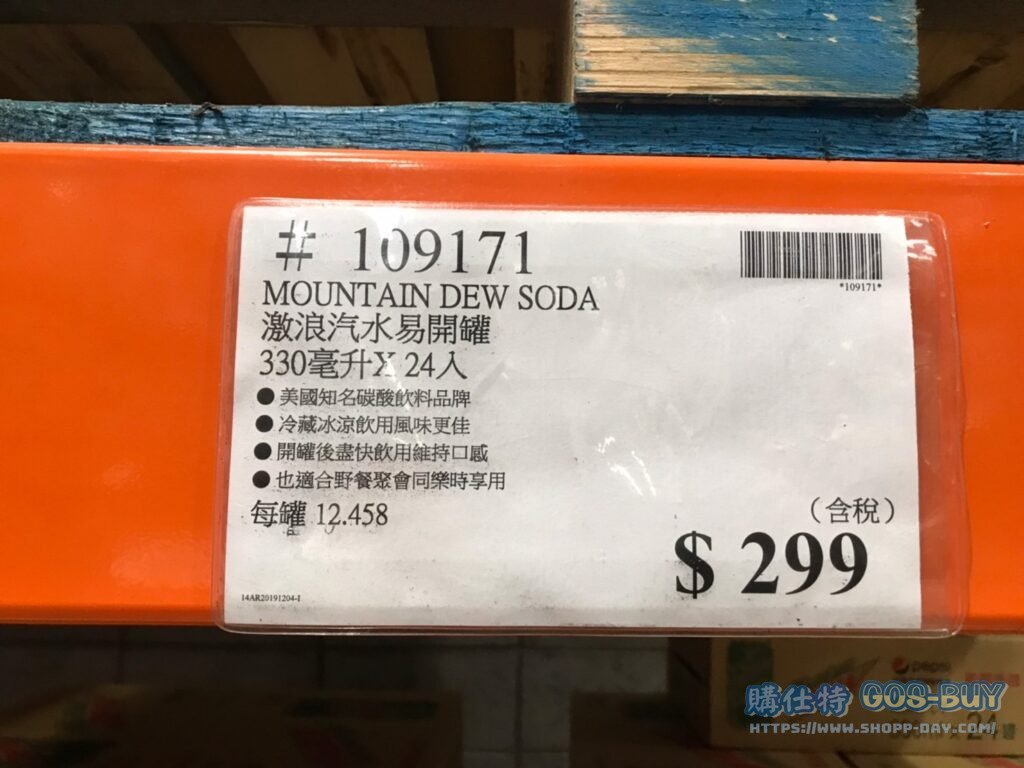 # 109171
*109171*
MOUNTAIN DEW SODA
激浪汽水易開罐
330毫升X 24入
● 美國知名碳酸飲料品牌
● 冷藏冰涼飲用風味更佳
● 開罐後盡快飲用維持口感
● 也適合野餐聚會同樂時享用
每罐 12.458
（含稅）
$ 299
14AR20191204-1
pepsi
購仕特 GOS-BUY
HTTPS://WWW.SHOPP-DAY.COM/